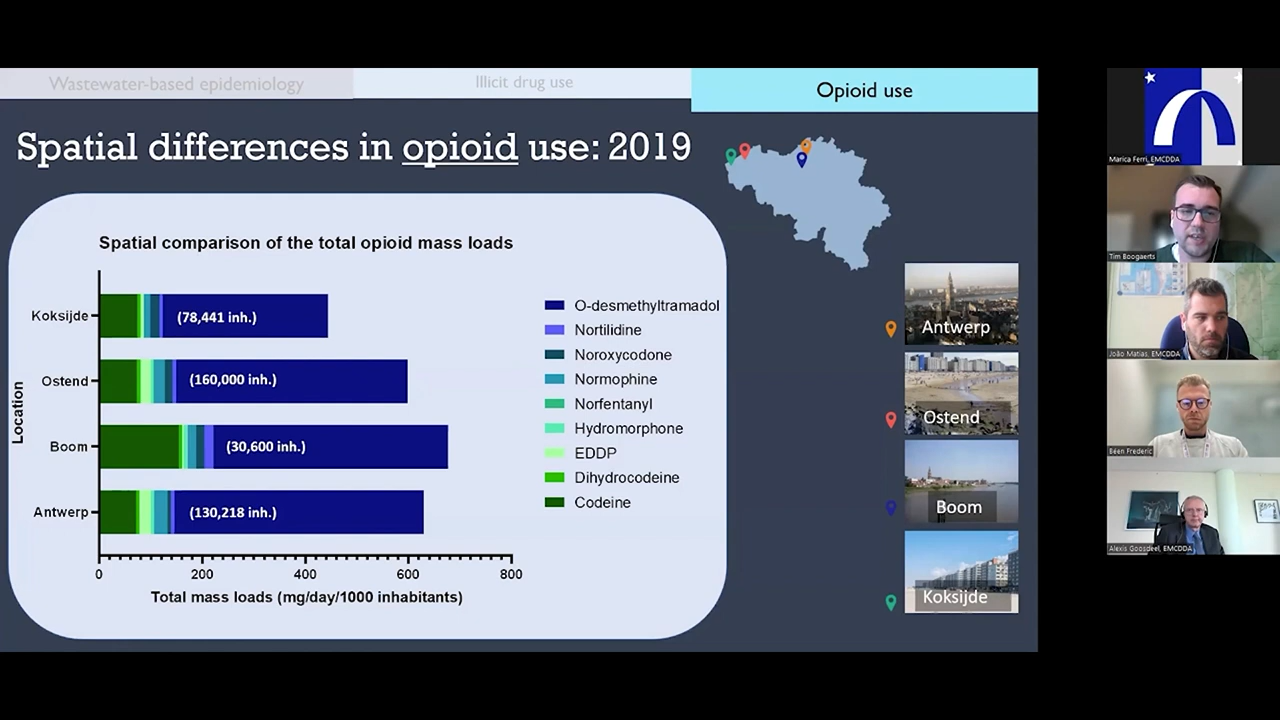 Wastewater-based epidemiology
Illicit drug use
Opioid use
Spatial differences in opioid use: 2019
Spatial comparison of the total opioid mass loads
Location
Koksijde
(78,441 inh.)
Ostend
(160,000 inh.)
Boom
(30,600 inh.)
Antwerp
(130,218 inh.)
0 200 400 600 800
Total mass loads (mg/day/1000 inhabitants)
O-desmethyltramadol
Nortilidine
Noroxycodone
Normophine
Norfentanyl
Hydromorphone
EDDP
Dihydrocodeine
Codeine
Antwerp
Ostend
Boom
Koksijde
Marica Ferri, EMCDDA
Tim Boogaerts
João Matias, EMCDDA
Béen Frederic
Alexis Goosdeel, EMCDDA